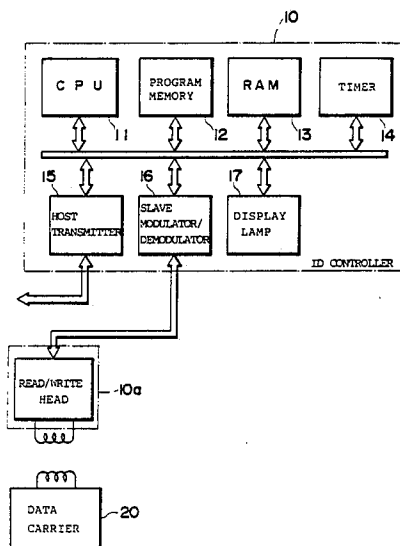 10
C P U
PROGRAM
MEMORY
RAM
TIMER
11
12
13
14
15
16
17
HOST
TRANSMITTER
SLAVE
MODULATOR/
DEMODULATOR
DISPLAY
LAMP
ID CONTROLLER
READ/WRITE
HEAD
10a
DATA
CARRIER
20